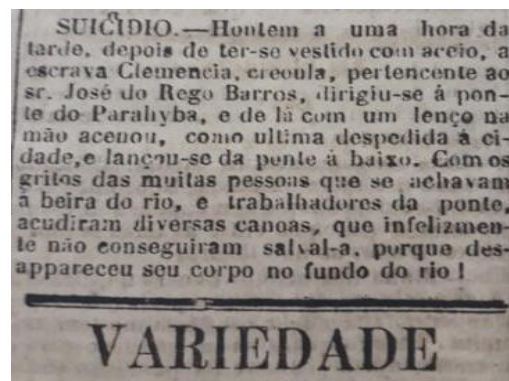 SUICIDIO.—Hontem a uma hora da
tarde, depois de ter-se vestido com aceio, a
escrava Clemencia, creoula, pertencente ao
sr. José do Rego Barros, dirigiu-se á pon-
te do Parahyba, e de lá com um lenço na
mão acenou, como ultima despedida á ci-
dade, e lançou-se da ponte á baixo. Com os
gritos das muitas pessoas que se achavam
á beira do rio, e trabalhadores da ponte,
acudiram diversas canoas, que infelizmen-
te não conseguiram salval-a, porque des-
appareceu seu corpo no fundo do rio !
VARIEDADE